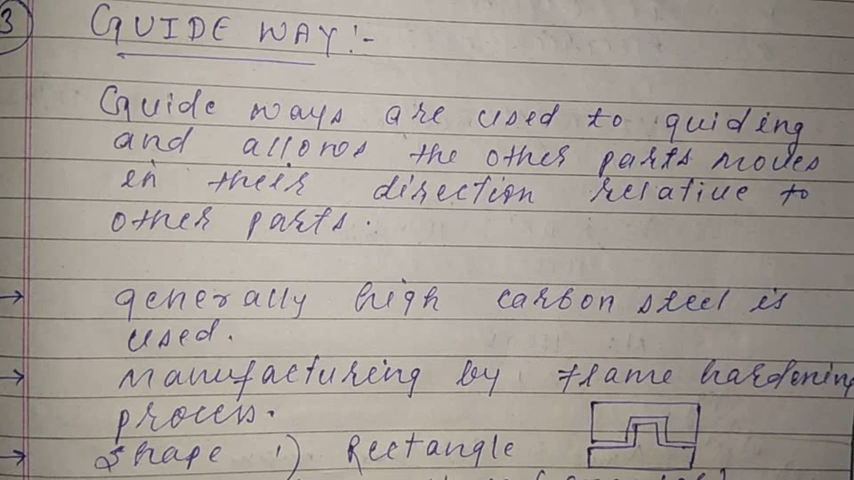 3
GUIDE WAY:-
Guide ways are used to guiding
and allows the other parts moves
in their direction relative to
other parts.
→ generally high carbon steel is
used.
→ Manufacturing by flame hardening
process.
→ Shape 1) Rectangle